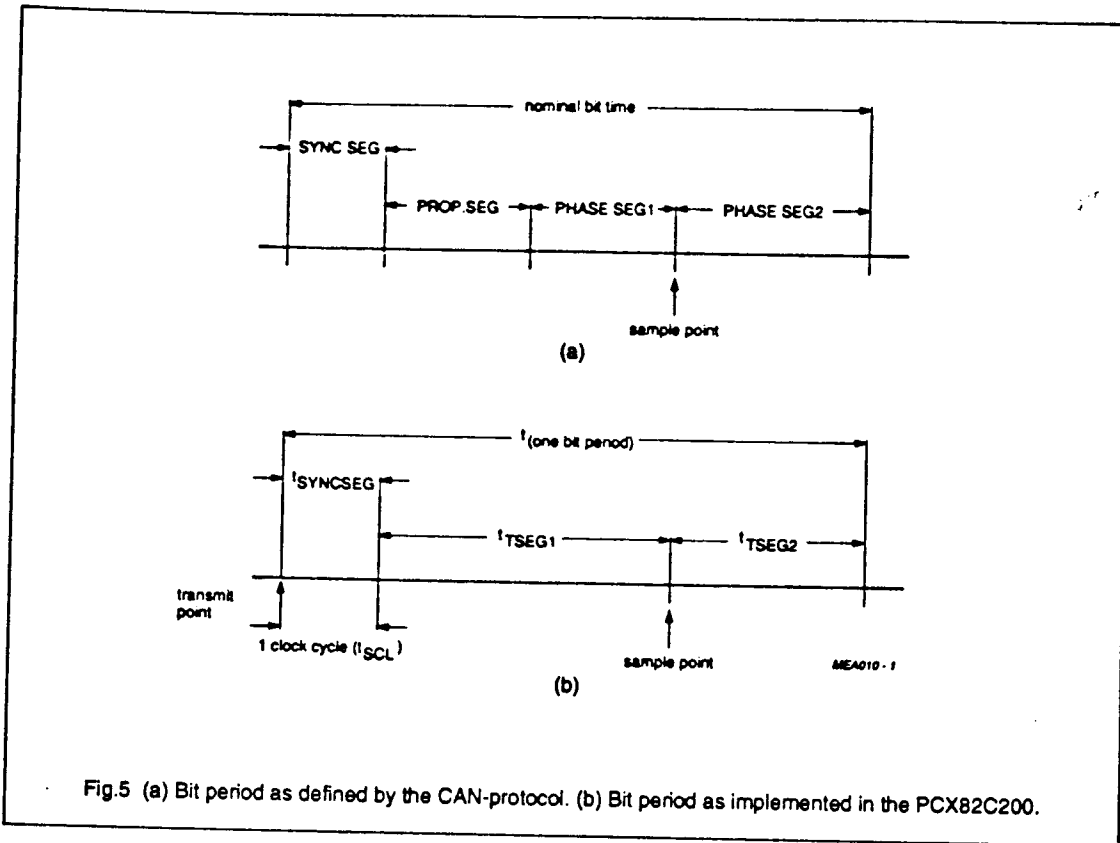 nominal bit time
SYNC SEG
PROP.SEG PHASE SEG1 PHASE SEG2
sample point
(a)
t(one bit period)
tSYNCSEG
tTSEG1 tTSEG2
transmit
point
1 clock cycle (tSCL)
sample point
MEA010 - 1
(b)
Fig.5 (a) Bit period as defined by the CAN-protocol. (b) Bit period as implemented in the PCX82C200.